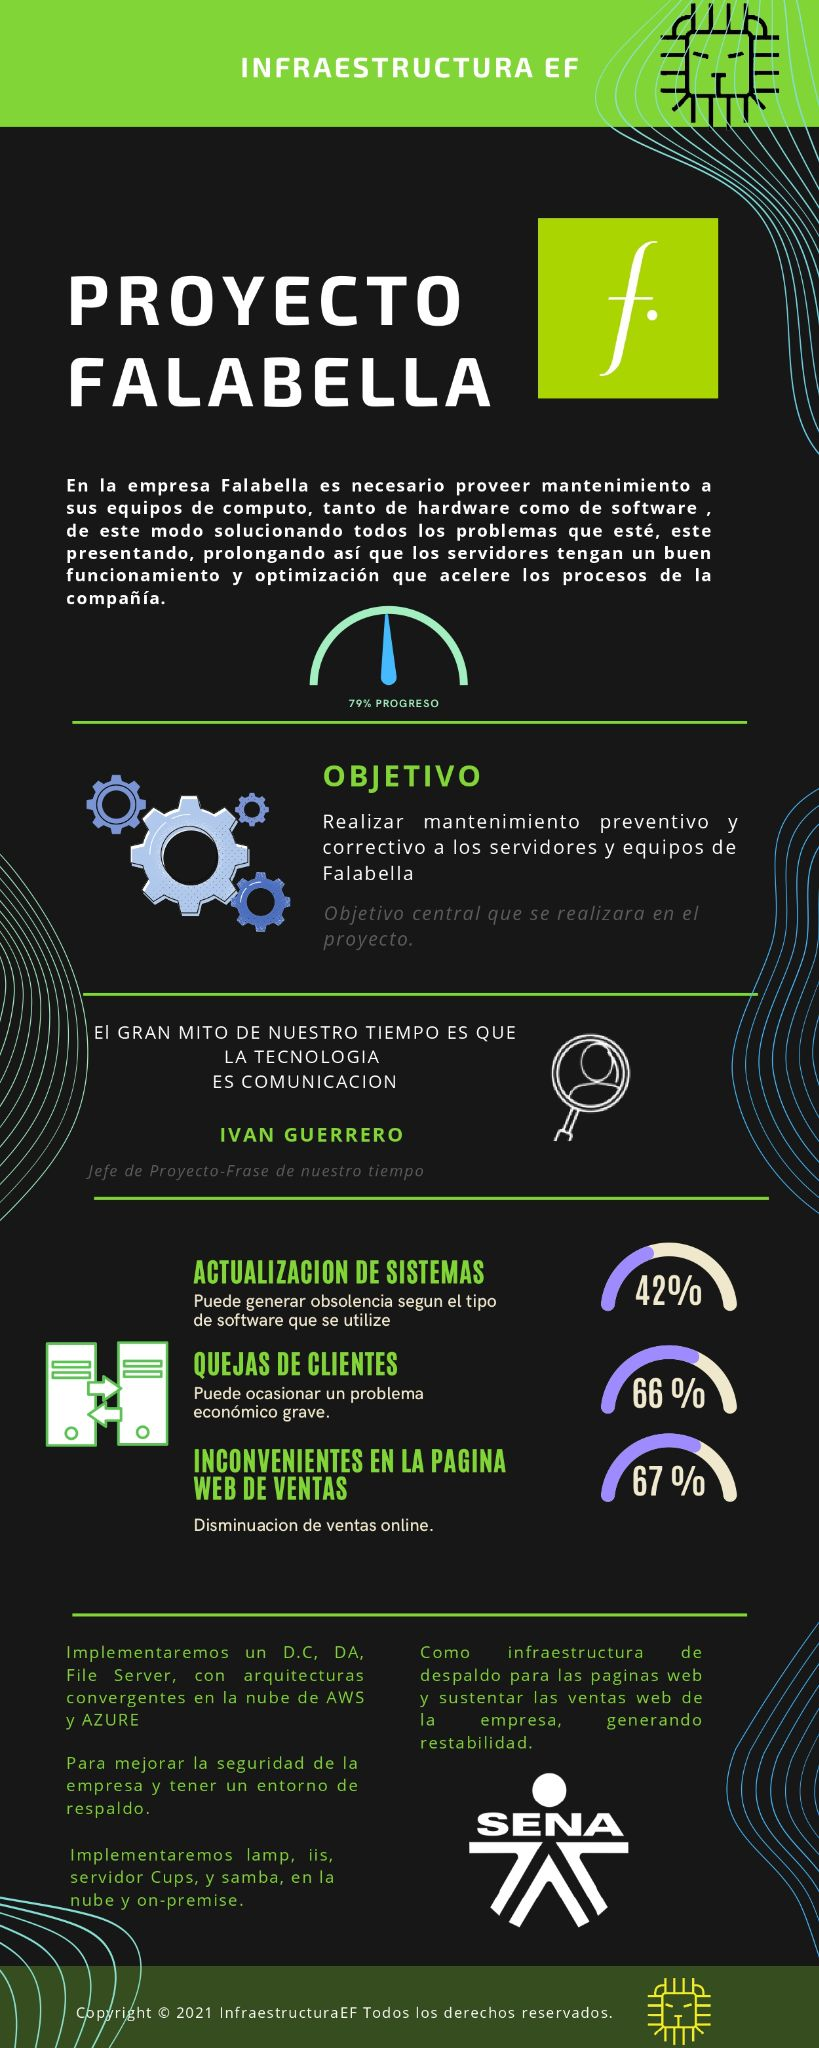 INFRAESTRUCTURA EF
PROYECTO
FALABELLA
f.
En la empresa Falabella es necesario proveer mantenimiento a
sus equipos de computo, tanto de hardware como de software ,
de este modo solucionando todos los problemas que esté, este
presentando, prolongando así que los servidores tengan un buen
funcionamiento y optimización que acelere los procesos de la
compañía.
79% PROGRESO
OBJETIVO
Realizar mantenimiento preventivo y
correctivo a los servidores y equipos de
Falabella
Objetivo central que se realizara en el
proyecto.
El GRAN MITO DE NUESTRO TIEMPO ES QUE
LA TECNOLOGIA
ES COMUNICACION
IVAN GUERRERO
Jefe de Proyecto-Frase de nuestro tiempo
ACTUALIZACION DE SISTEMAS
Puede generar obsolencia segun el tipo
de software que se utilize
42%
QUEJAS DE CLIENTES
Puede ocasionar un problema
económico grave.
66 %
INCONVENIENTES EN LA PAGINA
WEB DE VENTAS
Disminuacion de ventas online.
67 %
Implementaremos un D.C, DA,
File Server, con arquitecturas
convergentes en la nube de AWS
y AZURE
Para mejorar la seguridad de la
empresa y tener un entorno de
respaldo.
Implementaremos lamp, iis,
servidor Cups, y samba, en la
nube y on-premise.
Como infraestructura de
despaldo para las paginas web
y sustentar las ventas web de
la empresa, generando
restabilidad.
SENA
Copyright © 2021 InfraestructuraEF Todos los derechos reservados.